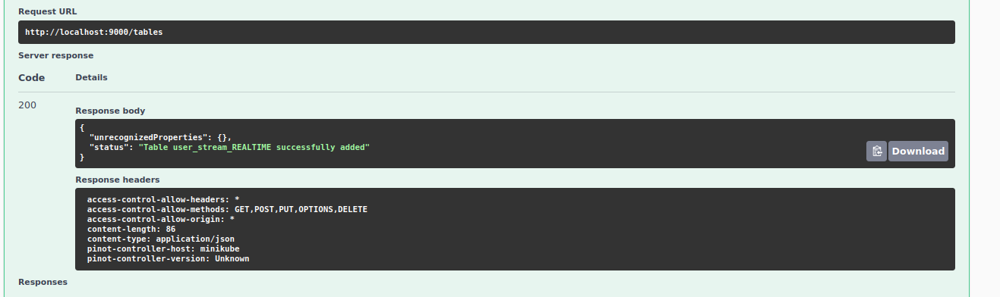 Request URL
http://localhost:9000/tables
Server response
Code Details
200
Response body
{
  "unrecognizedProperties": {},
  "status": "Table user_stream_REALTIME successfully added"
}
Download
Response headers
access-control-allow-headers: *
access-control-allow-methods: GET,POST,PUT,OPTIONS,DELETE
access-control-allow-origin: *
content-length: 86
content-type: application/json
pinot-controller-host: minikube
pinot-controller-version: Unknown
Responses